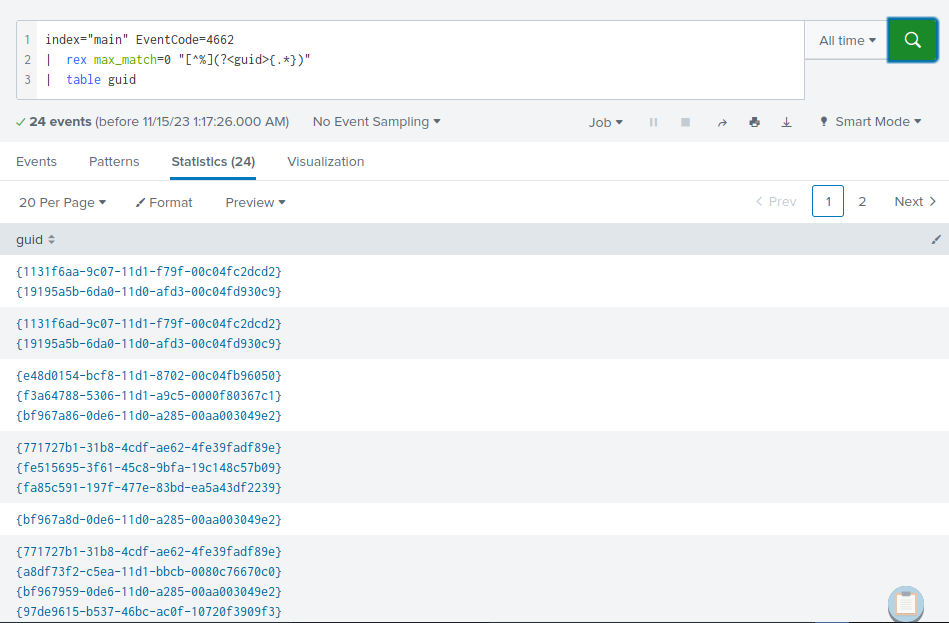 1 index="main" EventCode=4662
2 | rex max_match=0 "[^%](?<guid>{.*})"
3 | table guid
All time
24 events (before 11/15/23 1:17:26.000 AM) No Event Sampling Job Smart Mode
Events Patterns Statistics (24) Visualization
20 Per Page Format Preview < Prev 1 2 Next >
guid
{1131f6aa-9c07-11d1-f79f-00c04fc2dcd2}
{19195a5b-6da0-11d0-afd3-00c04fd930c9}
{1131f6ad-9c07-11d1-f79f-00c04fc2dcd2}
{19195a5b-6da0-11d0-afd3-00c04fd930c9}
{e48d0154-bcf8-11d1-8702-00c04fb96050}
{f3a64788-5306-11d1-a9c5-0000f80367c1}
{bf967a86-0de6-11d0-a285-00aa003049e2}
{771727b1-31b8-4cdf-ae62-4fe39fadf89e}
{fe515695-3f61-45c8-9bfa-19c148c57b09}
{fa85c591-197f-477e-83bd-ea5a43df2239}
{bf967a8d-0de6-11d0-a285-00aa003049e2}
{771727b1-31b8-4cdf-ae62-4fe39fadf89e}
{a8df73f2-c5ea-11d1-bbcb-0080c76670c0}
{bf967959-0de6-11d0-a285-00aa003049e2}
{97de9615-b537-46bc-ac0f-10720f3909f3}